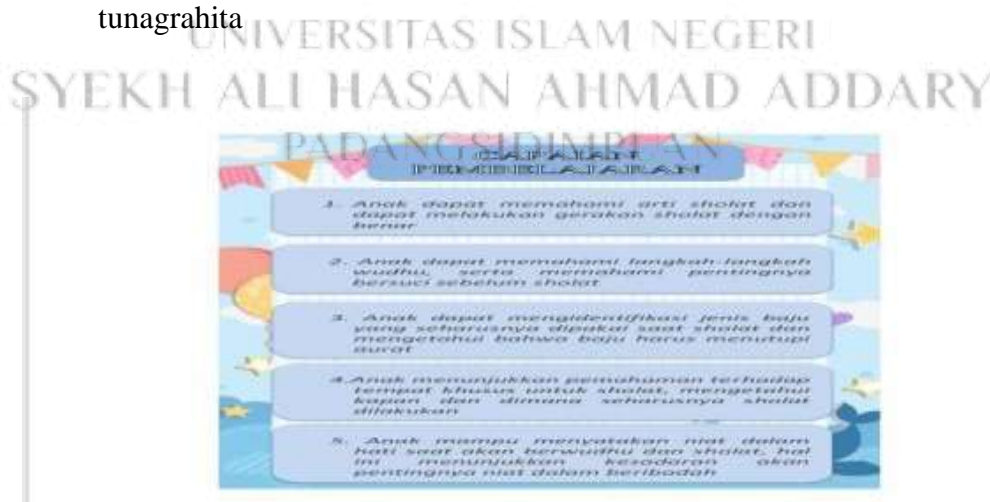 tunagrahita
UNIVERSITAS ISLAM NEGERI
SYEKH ALI HASAN AHMAD ADDARY
PADANGSIDIMPUAN
CAPAIAN
PEMBELAJARAN
1. Anak dapat memahami arti sholat dan
dapat melakukan gerakan sholat dengan
benar
2. Anak dapat memahami langkah-langkah
wudhu, serta memahami pentingnya
bersuci sebelum sholat
3. Anak dapat mengidentifikasi jenis baju
yang seharusnya dipakai saat sholat dan
mengetahui bahwa baju harus menutupi
aurat
4.Anak menunjukkan pemahaman terhadap
tempat khusus untuk sholat, mengetahui
kapan dan dimana seharusnya sholat
dilakukan
5. Anak mampu menyatakan niat dalam
hati saat akan berwudhu dan sholat, hal
ini menunjukkan kesadaran akan
pentingnya niat dalam beribadah